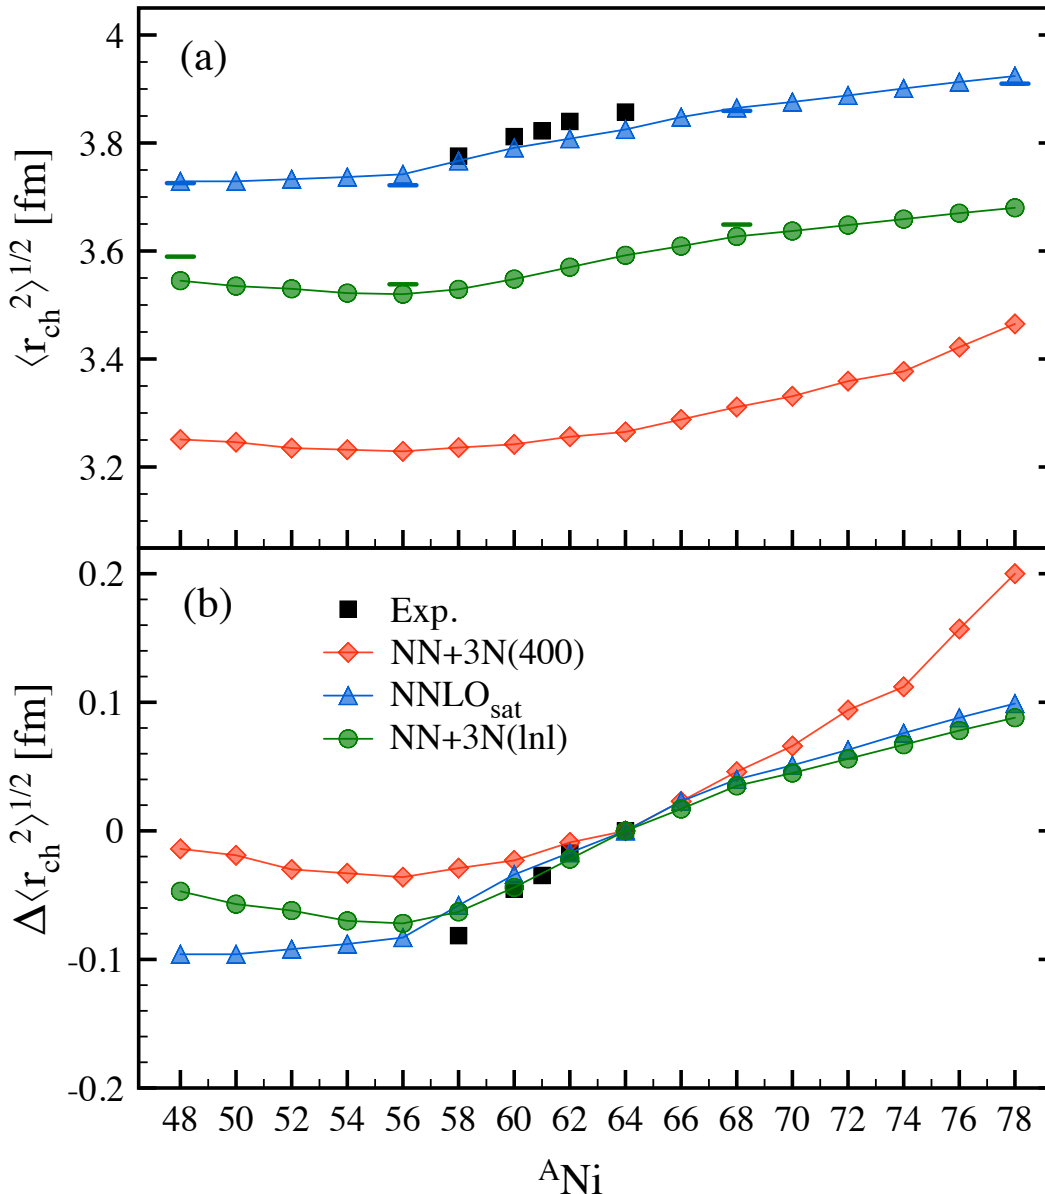 (a)
4
3.8
3.6
3.4
3.2
⟨r_ch^2⟩^1/2 [fm]
(b)
Exp.
NN+3N(400)
NNLO_sat
NN+3N(lnl)
0.2
0.1
0
-0.1
-0.2
Δ⟨r_ch^2⟩^1/2 [fm]
48 50 52 54 56 58 60 62 64 66 68 70 72 74 76 78
^ANi